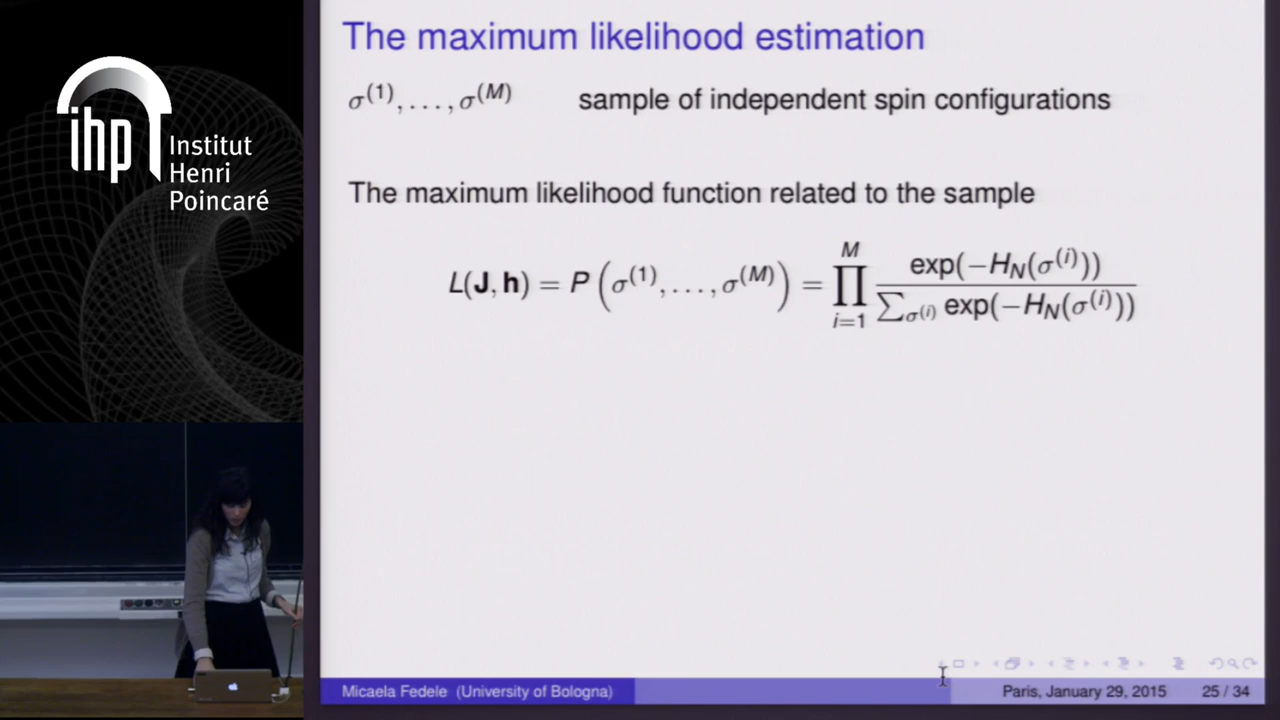 ihp
Institut
Henri
Poincaré
The maximum likelihood estimation
σ^(1), . . . , σ^(M) sample of independent spin configurations
The maximum likelihood function related to the sample
L(J, h) = P (σ^(1), . . . , σ^(M)) = ∏_{i=1}^{M} exp(−H_N(σ^(i))) / ∑_{σ^(i)} exp(−H_N(σ^(i)))
Micaela Fedele (University of Bologna) Paris, January 29, 2015 25 / 34